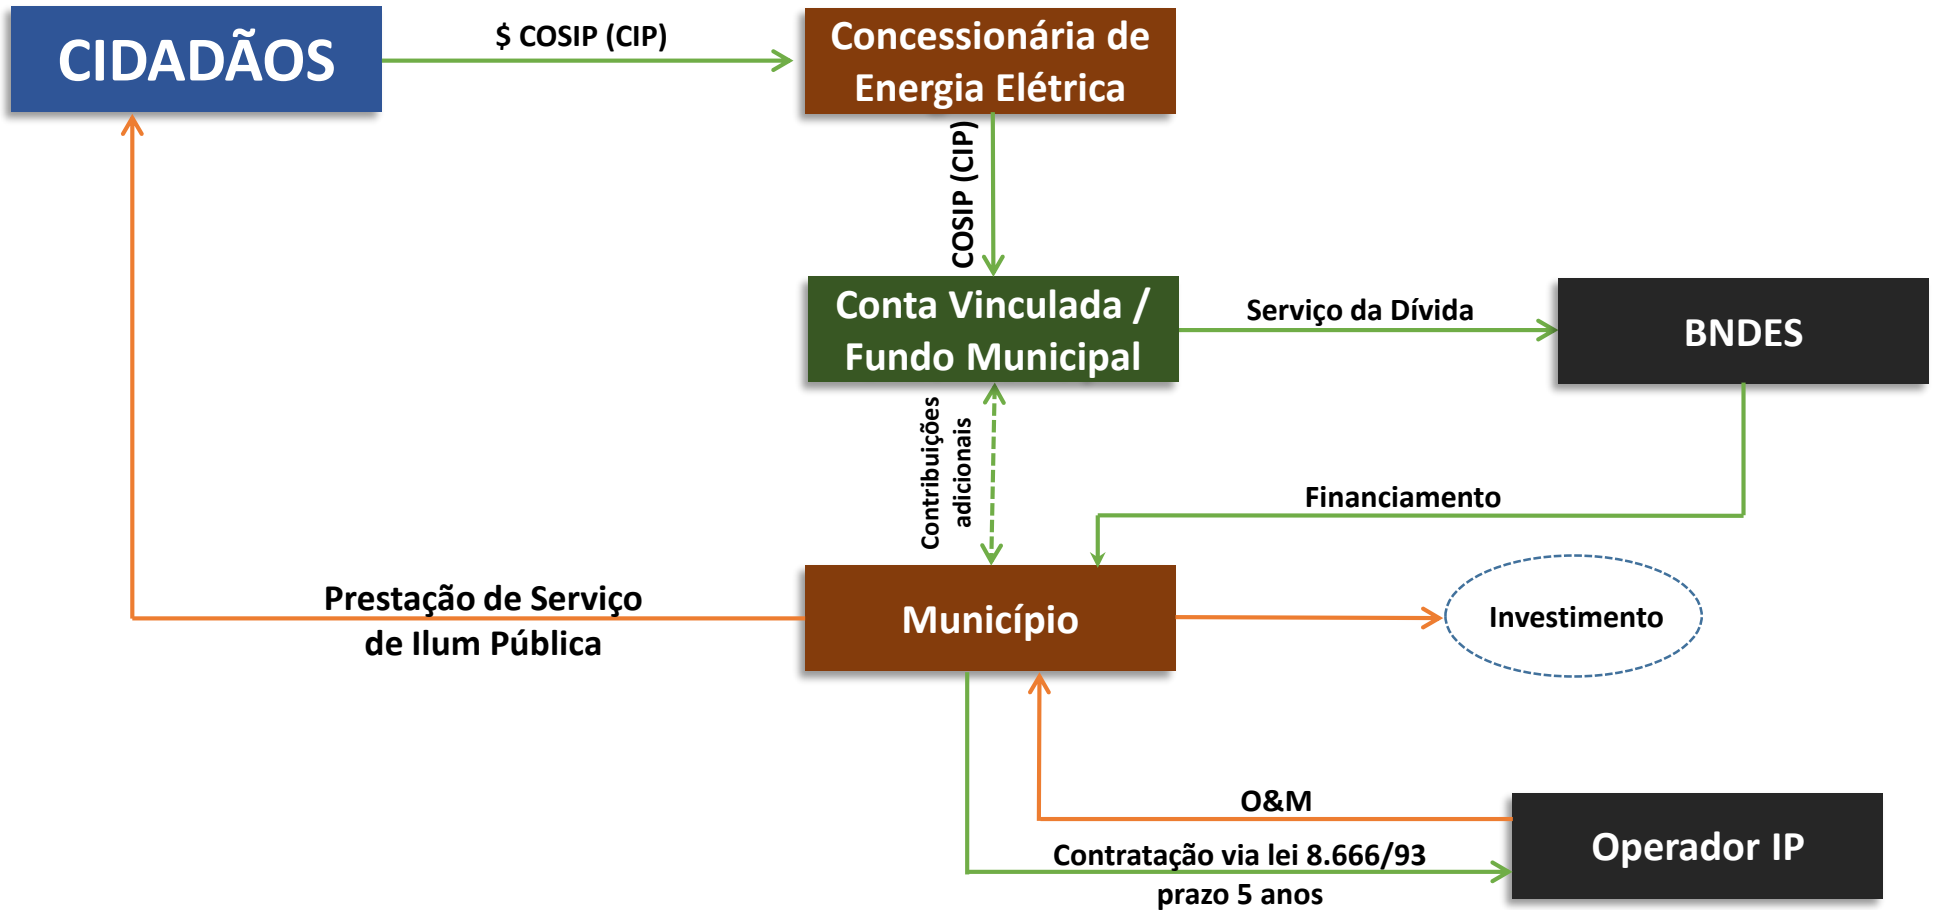 CIDADÃOS
$ COSIP (CIP)
Concessionária de
Energia Elétrica
COSIP (CIP)
Conta Vinculada /
Fundo Municipal
Serviço da Dívida
BNDES
Contribuições
adicionais
Financiamento
Prestação de Serviço
de Ilum Pública
Município
Investimento
O&M
Contratação via lei 8.666/93
prazo 5 anos
Operador IP